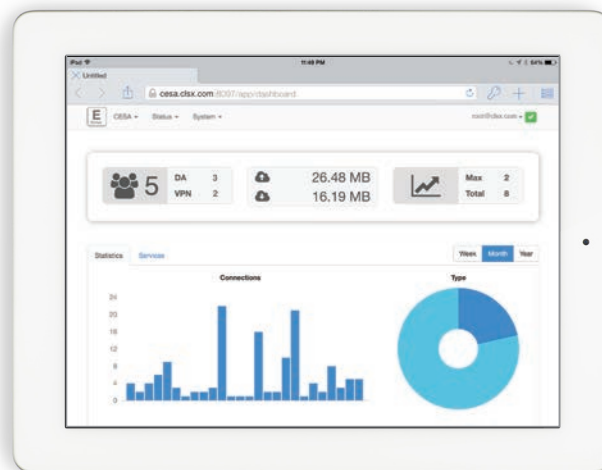 iPad
11:49 PM
64%
Untitled
cesa.clsx.com:8097/app/dashboard
E
CESA
Status
System
root@clsx.com
5
DA 3
VPN 2
26.48 MB
16.19 MB
Max 2
Total 8
Statistics
Services
Week
Month
Year
Connections
Type
24
20
16
12
8
4
0